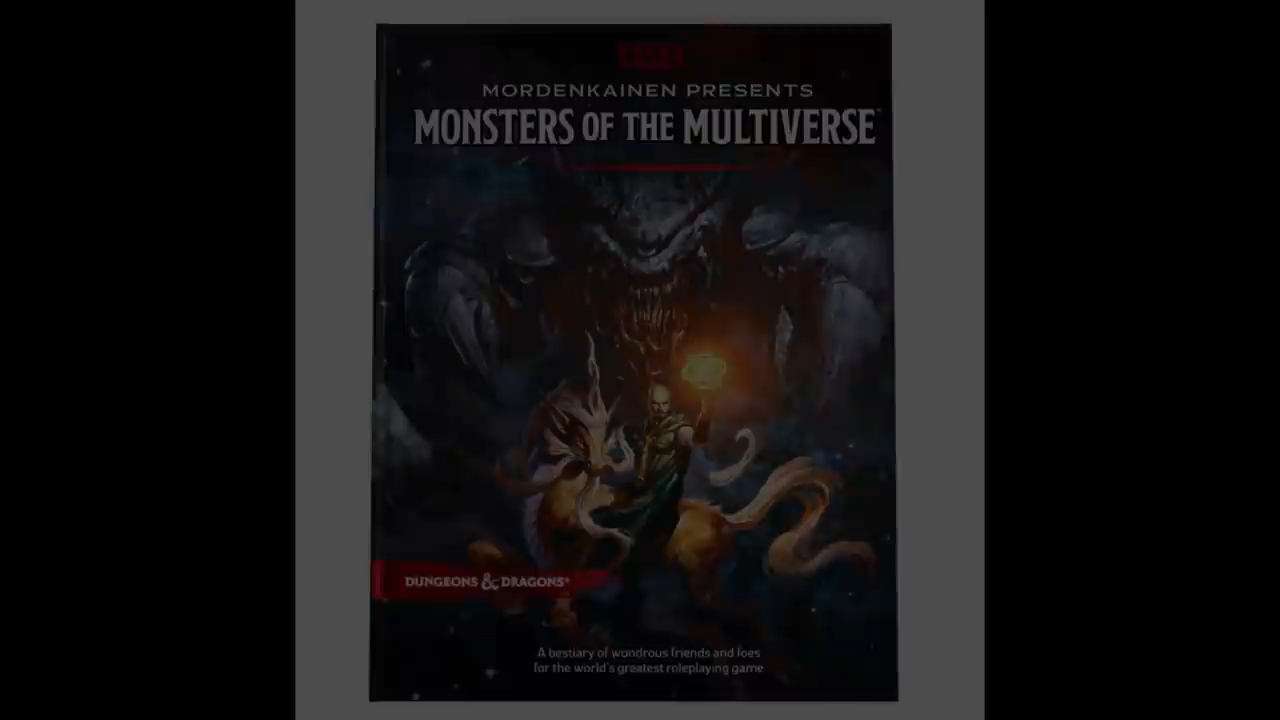 MORDENKAINEN PRESENTS
MONSTERS OF THE MULTIVERSE™
DUNGEONS & DRAGONS®
A bestiary of wondrous friends and foes
for the world's greatest roleplaying game